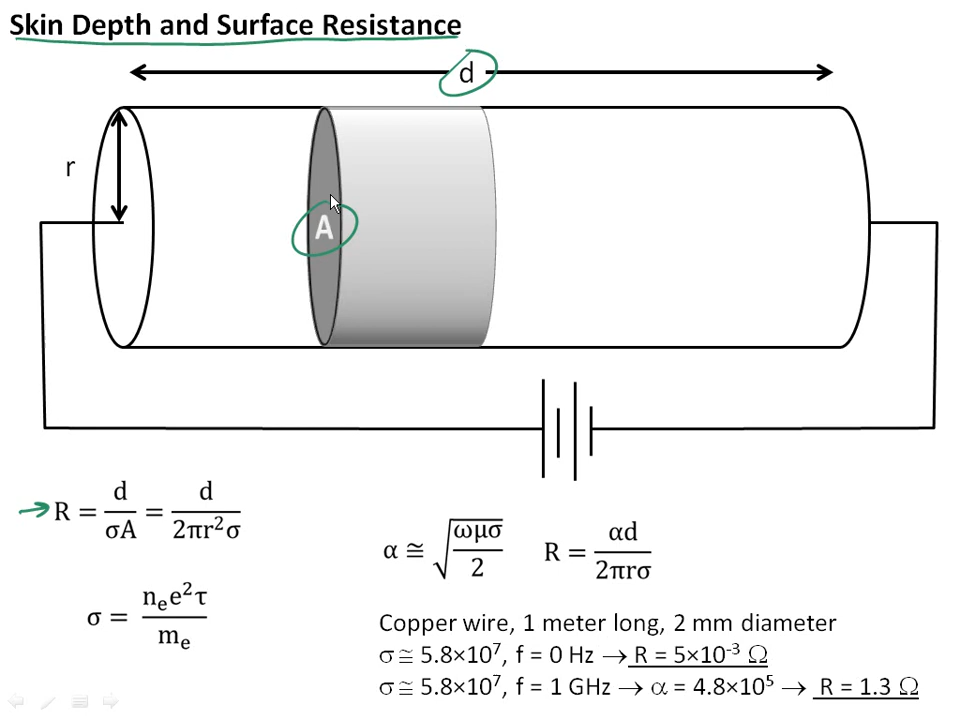 Skin Depth and Surface Resistance
d
r
A
R = d/σA = d/2πr²σ
α ≅ √(ωμσ/2) R = αd/2πrσ
σ = nₑe²τ/mₑ
Copper wire, 1 meter long, 2 mm diameter
σ ≅ 5.8×10⁷, f = 0 Hz → R = 5×10⁻³ Ω
σ ≅ 5.8×10⁷, f = 1 GHz → α = 4.8×10⁵ → R = 1.3 Ω